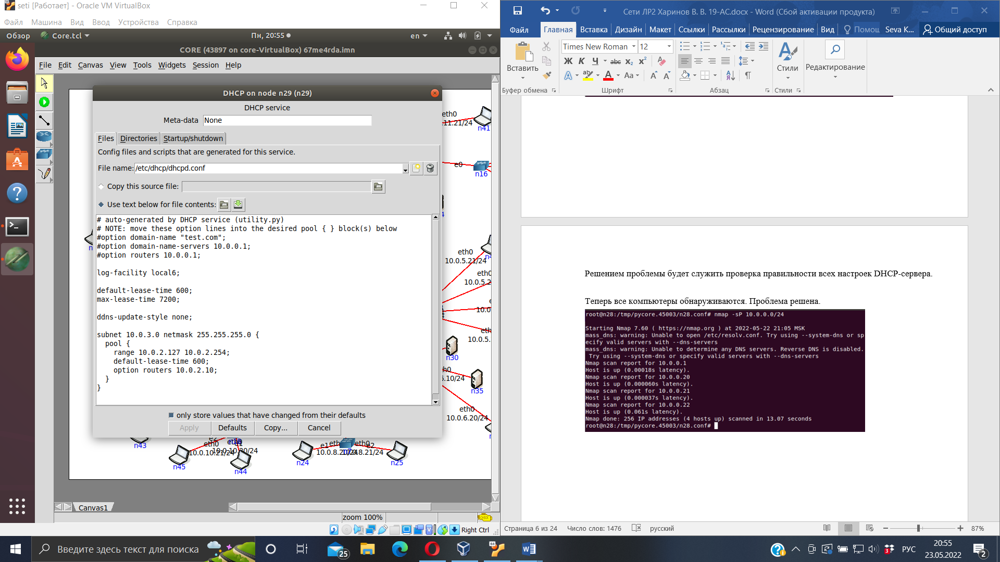 seti [Работает] - Oracle VM VirtualBox
Файл Машина Вид Ввод Устройства Справка
Обзор Core.tcl Пн, 20:55 en
CORE (43897 on core-VirtualBox) 67me4rda.imn
File Edit Canvas View Tools Widgets Session Help
DHCP on node n29 (n29)
DHCP service
Meta-data None
Files Directories Startup/shutdown
Config files and scripts that are generated for this service.
File name: /etc/dhcp/dhcpd.conf
Copy this source file:
Use text below for file contents:
# auto-generated by DHCP service (utility.py)
# NOTE: move these option lines into the desired pool { } block(s) below
#option domain-name "test.com";
#option domain-name-servers 10.0.0.1;
#option routers 10.0.0.1;
log-facility local6;
default-lease-time 600;
max-lease-time 7200;
ddns-update-style none;
subnet 10.0.3.0 netmask 255.255.255.0 {
pool {
range 10.0.2.127 10.0.2.254;
default-lease-time 600;
option routers 10.0.2.10;
}
}
only store values that have changed from their defaults
Apply Defaults Copy... Cancel
eth0
.11.21/24
n41
e0
n16
eth0
10.0.5.21/24
eth0
10.0.5.2
10.0
eth
10.0.5.
n30
.10/24
n35
eth0
10.0.6.20/24
n43
eth0
10.0.10.21/24
n45
n44
e1
10.0.8.20/24
n24
eth0
e2
.8.21/24
n25
Canvas1
zoom 100%
CHECK
Right Ctrl
Сети ЛР2 Харинов В. В. 19-АС.docx - Word (Сбой активации продукта)
Файл Главная Вставка Дизайн Макет Ссылки Рассылки Рецензирование Вид Помощ Seva K... Общий доступ
Times New Roman 12
Вставить
Ж К Ч abc x₂ x²
A aby A Aa A A
Стили
Редактирование
Буфер обмена Шрифт Абзац Стили
Решением проблемы будет служить проверка правильности всех настроек DHCP-сервера.
Теперь все компьютеры обнаруживаются. Проблема решена.
root@n28:/tmp/pycore.45003/n28.conf# nmap -sP 10.0.0.0/24
Starting Nmap 7.60 ( https://nmap.org ) at 2022-05-22 21:05 MSK
mass_dns: warning: Unable to open /etc/resolv.conf. Try using --system-dns or sp
ecify valid servers with --dns-servers
mass_dns: warning: Unable to determine any DNS servers. Reverse DNS is disabled.
Try using --system-dns or specify valid servers with --dns-servers
Nmap scan report for 10.0.0.1
Host is up (0.00018s latency).
Nmap scan report for 10.0.0.20
Host is up (0.000060s latency).
Nmap scan report for 10.0.0.21
Host is up (0.000037s latency).
Nmap scan report for 10.0.0.22
Host is up (0.061s latency).
Nmap done: 256 IP addresses (4 hosts up) scanned in 13.07 seconds
root@n28:/tmp/pycore.45003/n28.conf#
Страница 6 из 24 Число слов: 1476 русский 87%
Введите здесь текст для поиска
25
64
3
РУС
20:55
23.05.2022
2